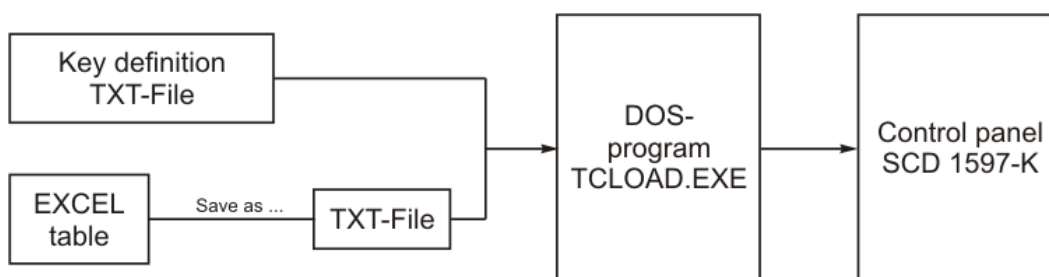 Key definition
TXT-File
EXCEL
table
Save as ...
TXT-File
DOS-
program
TCLOAD.EXE
Control panel
SCD 1597-K